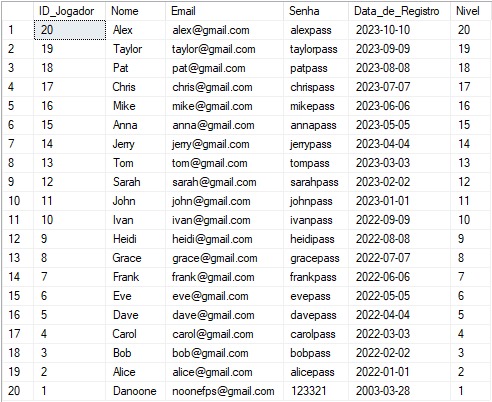 ID_Jogador Nome Email Senha Data_de_Registro Nivel
1 20 Alex alex@gmail.com alexpass 2023-10-10 20
2 19 Taylor taylor@gmail.com taylorpass 2023-09-09 19
3 18 Pat pat@gmail.com patpass 2023-08-08 18
4 17 Chris chris@gmail.com chrispass 2023-07-07 17
5 16 Mike mike@gmail.com mikepass 2023-06-06 16
6 15 Anna anna@gmail.com annapass 2023-05-05 15
7 14 Jerry jerry@gmail.com jerrypass 2023-04-04 14
8 13 Tom tom@gmail.com tompass 2023-03-03 13
9 12 Sarah sarah@gmail.com sarahpass 2023-02-02 12
10 11 John john@gmail.com johnpass 2023-01-01 11
11 10 Ivan ivan@gmail.com ivanpass 2022-09-09 10
12 9 Heidi heidi@gmail.com heidipass 2022-08-08 9
13 8 Grace grace@gmail.com gracepass 2022-07-07 8
14 7 Frank frank@gmail.com frankpass 2022-06-06 7
15 6 Eve eve@gmail.com evepass 2022-05-05 6
16 5 Dave dave@gmail.com davepass 2022-04-04 5
17 4 Carol carol@gmail.com carolpass 2022-03-03 4
18 3 Bob bob@gmail.com bobpass 2022-02-02 3
19 2 Alice alice@gmail.com alicepass 2022-01-01 2
20 1 Danoone noonefps@gmail.com 123321 2003-03-28 1